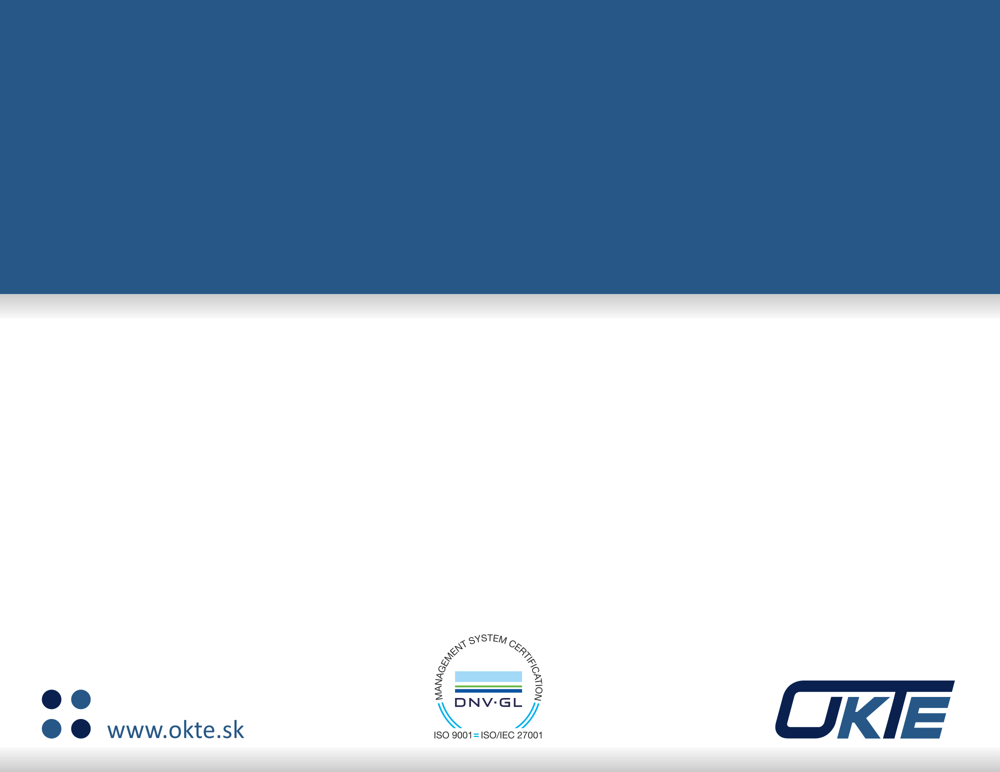 MANAGEMENT SYSTEM CERTIFICATION
DNV·GL
ISO 9001 = ISO/IEC 27001
www.okte.sk
OKTE